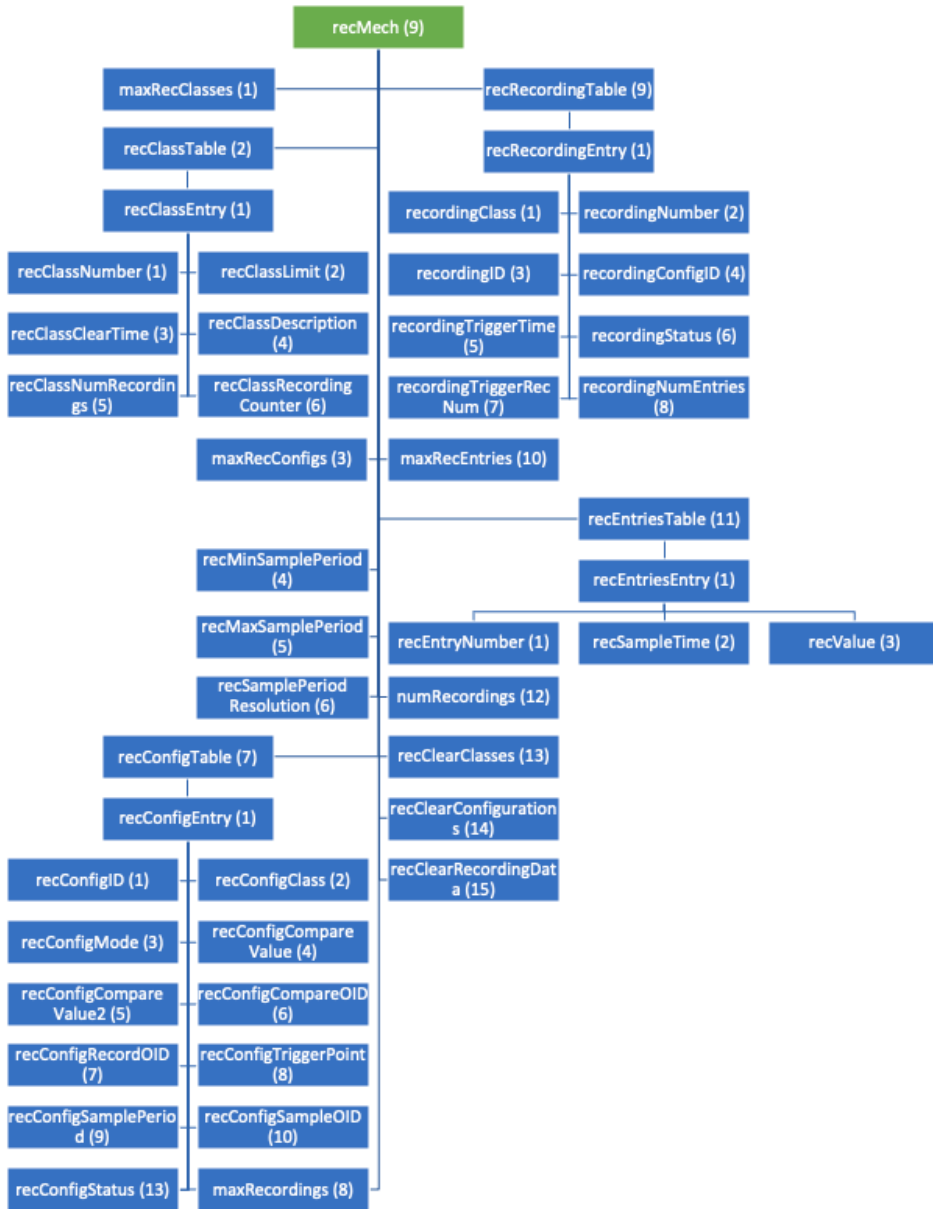 recMech (9)
maxRecClasses (1)
recRecordingTable (9)
recClassTable (2)
recRecordingEntry (1)
recClassEntry (1)
recordingClass (1)
recordingNumber (2)
recClassNumber (1)
recClassLimit (2)
recordingID (3)
recordingConfigID (4)
recClassClearTime (3)
recClassDescription
(4)
recordingTriggerTime
(5)
recordingStatus (6)
recClassNumRecordin
gs (5)
recClassRecording
Counter (6)
recordingTriggerRec
Num (7)
recordingNumEntries
(8)
maxRecConfigs (3)
maxRecEntries (10)
recEntriesTable (11)
recMinSamplePeriod
(4)
recEntriesEntry (1)
recMaxSamplePeriod
(5)
recEntryNumber (1)
recSampleTime (2)
recValue (3)
recSamplePeriod
Resolution (6)
numRecordings (12)
recConfigTable (7)
recClearClasses (13)
recConfigEntry (1)
recClearConfiguration
s (14)
recConfigID (1)
recConfigClass (2)
recClearRecordingDat
a (15)
recConfigMode (3)
recConfigCompare
Value (4)
recConfigCompare
Value2 (5)
recConfigCompareOID
(6)
recConfigRecordOID
(7)
recConfigTriggerPoint
(8)
recConfigSamplePerio
d (9)
recConfigSampleOID
(10)
recConfigStatus (13)
maxRecordings (8)